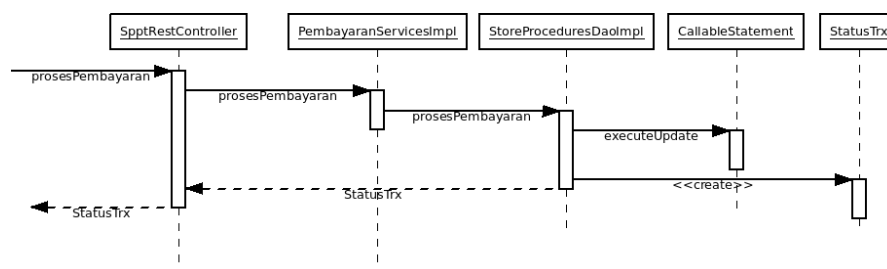 SpptRestController
PembayaranServicesImpl
StoreProceduresDaoImpl
CallableStatement
StatusTrx
prosesPembayaran
prosesPembayaran
prosesPembayaran
executeUpdate
<<create>>
StatusTrx
StatusTrx